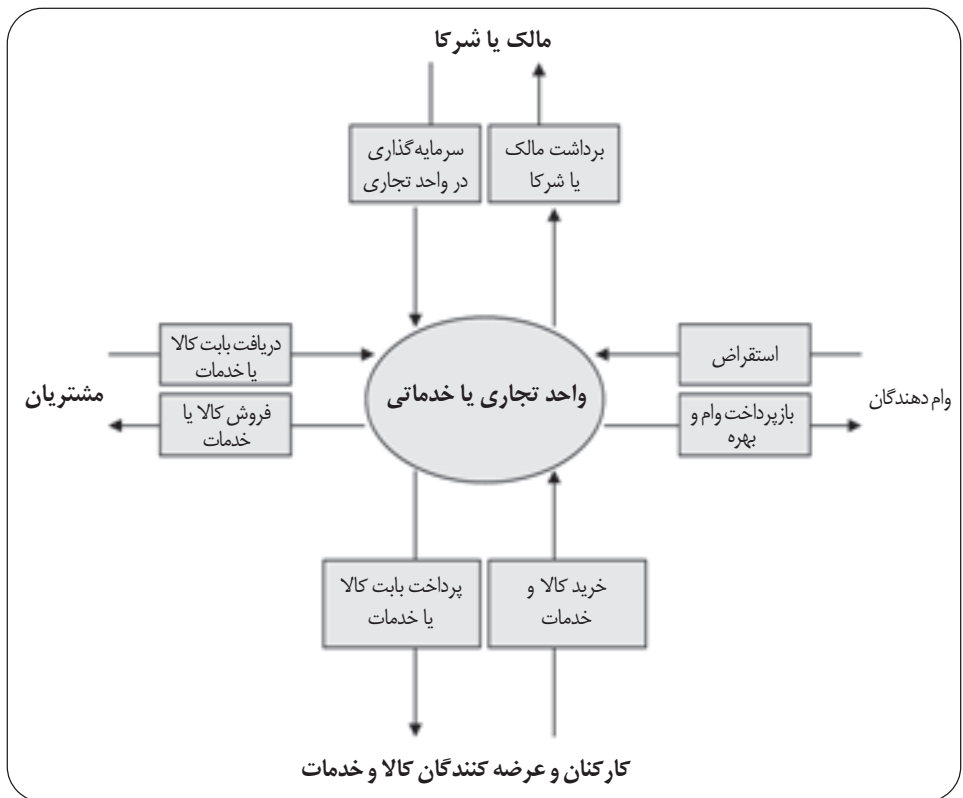 مالک یا شرکا
برداشت مالک
یا شرکا
سرمایه‌گذاری
در واحد تجاری
استقراض
بازپرداخت وام و
بهره
وام دهندگان
واحد تجاری یا خدماتی
دریافت بابت کالا
یا خدمات
فروش کالا یا
خدمات
مشتریان
خرید کالا و
خدمات
پرداخت بابت کالا
یا خدمات
کارکنان و عرضه کنندگان کالا و خدمات